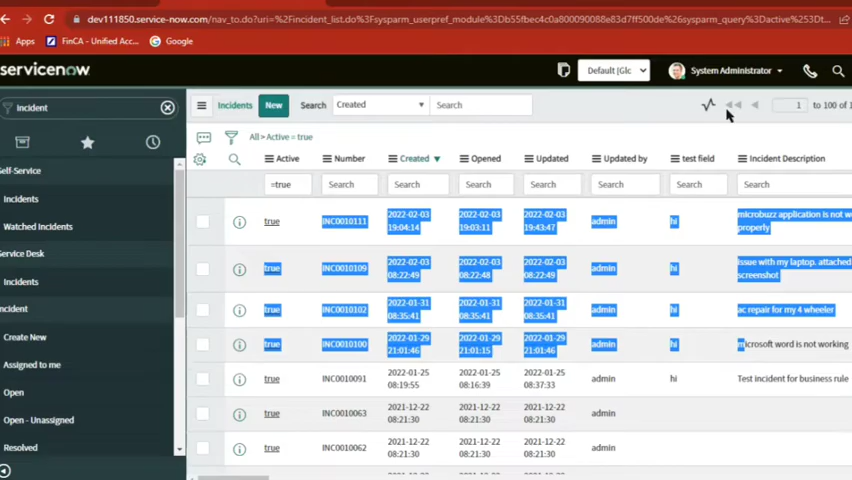 dev111850.service-now.com/nav_to.do?uri=%2Fincident_list.do%3Fsysparm_userpref_module%3Db55fbec4c0a800090088e83d7ff500de%26sysparm_query%3Dactive%253Dt...
Apps FinCA - Unified Acc... Google
servicenow Default |Glc System Administrator
Incident
Incidents New Search Created Search 1 to 100 of 1
All > Active = true
Self-Service
Incidents
Watched Incidents
Service Desk
Incidents
Incident
Create New
Assigned to me
Open
Open - Unassigned
Resolved
Active Number Created Opened Updated Updated by test field Incident Description
=true Search Search Search Search Search Search Search
true INC0010111 2022-02-03 19:04:14 2022-02-03 19:03:11 2022-02-03 19:43:47 admin hi microbuzz application is not w
properly
true INC0010109 2022-02-03 08:22:49 2022-02-03 08:22:48 2022-02-03 08:22:49 admin hi Issue with my laptop. attached
screenshot
true INC0010102 2022-01-31 08:35:41 2022-01-31 08:35:41 2022-01-31 08:35:41 admin hi ac repair for my 4 wheeler
true INC0010100 2022-01-29 21:01:46 2022-01-29 21:01:15 2022-01-29 21:01:46 admin hi microsoft word is not working
true INC0010091 2022-01-25 08:19:55 2022-01-25 08:16:39 2022-01-25 08:37:33 admin hi Test incident for business rule
true INC0010063 2021-12-22 08:21:30 2021-12-22 08:21:30 2021-12-22 08:21:30 admin
true INC0010062 2021-12-22 08:21:30 2021-12-22 08:21:30 2021-12-22 08:21:30 admin